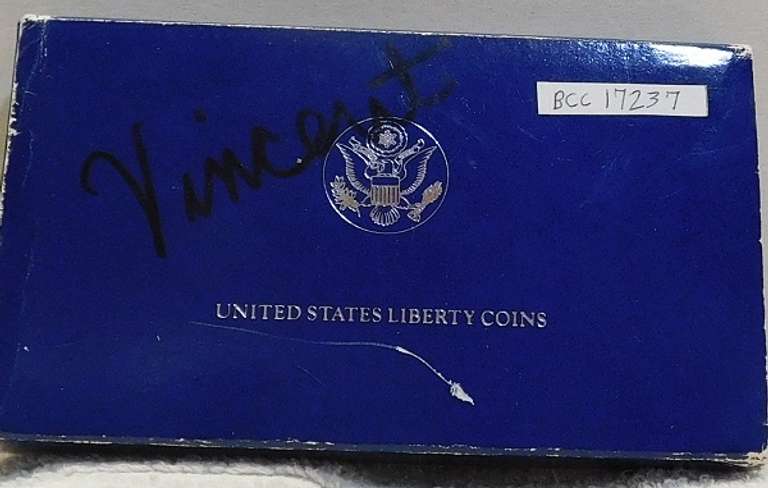 Vincent
BCC 17237
UNITED STATES LIBERTY COINS